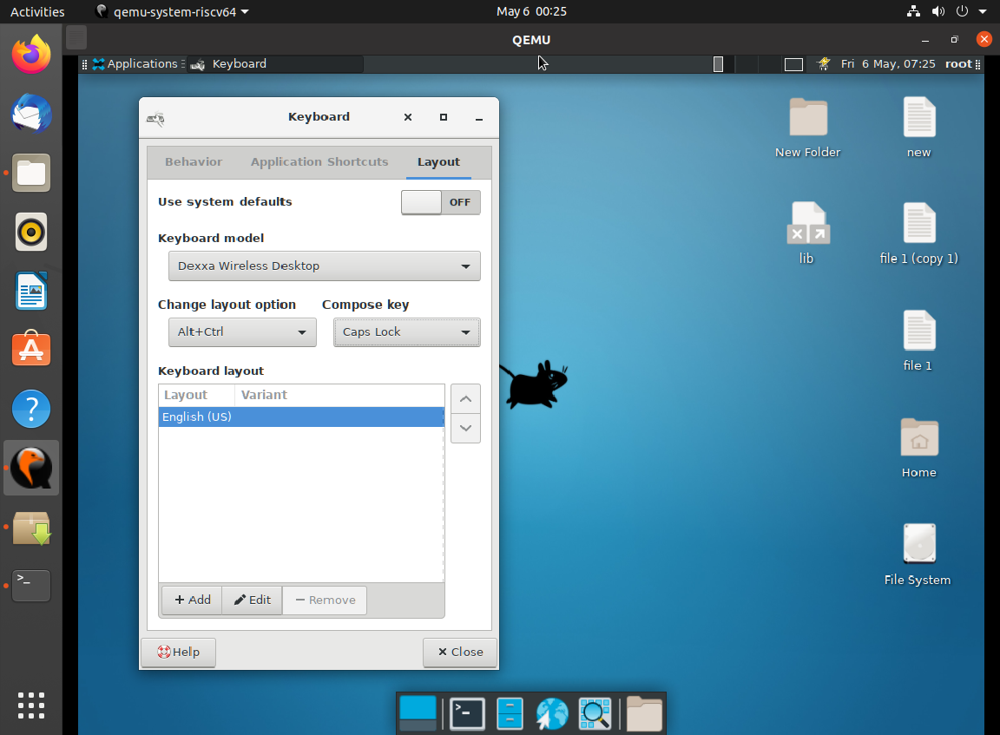 Activities
qemu-system-riscv64
May 6 00:25
QEMU
Applications
Keyboard
Fri 6 May, 07:25
root
Keyboard
Behavior
Application Shortcuts
Layout
Use system defaults
OFF
Keyboard model
Dexxa Wireless Desktop
Change layout option
Compose key
Alt+Ctrl
Caps Lock
Keyboard layout
Layout
Variant
English (US)
Add
Edit
Remove
Help
Close
New Folder
new
lib
file 1 (copy 1)
file 1
Home
File System